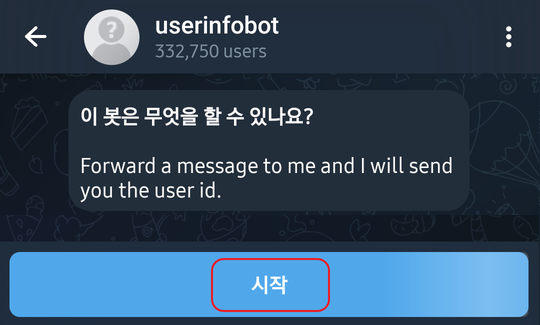 userinfobot
332,750 users
이 봇은 무엇을 할 수 있나요?
Forward a message to me and I will send
you the user id.
시작